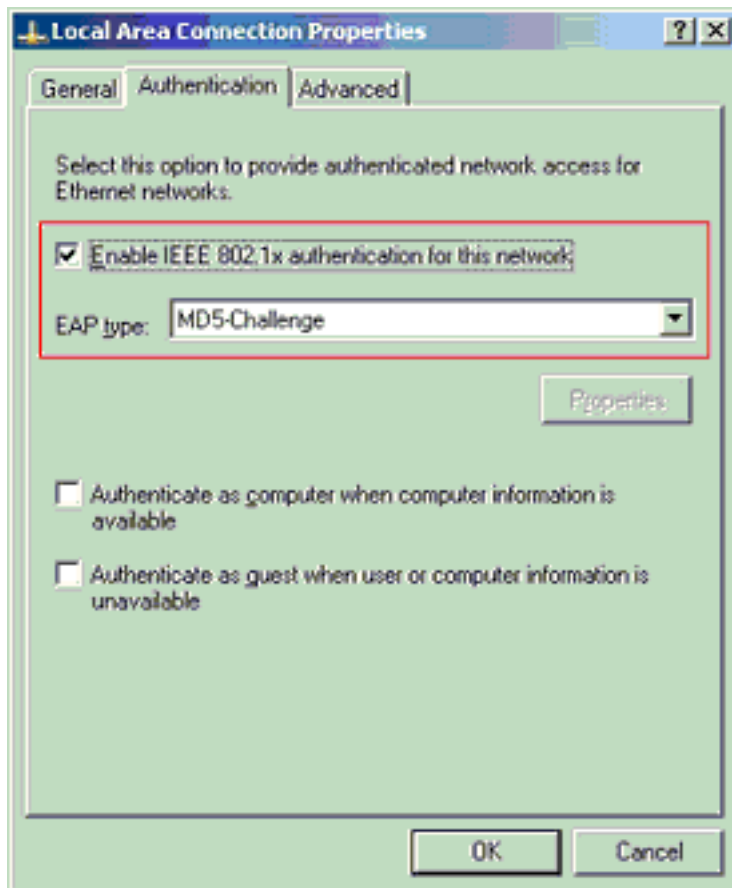 Local Area Connection Properties
General Authentication Advanced
Select this option to provide authenticated network access for
Ethernet networks.
Enable IEEE 802.1x authentication for this network
EAP type: MD5-Challenge
Properties
Authenticate as computer when computer information is
available
Authenticate as guest when user or computer information is
unavailable
OK Cancel